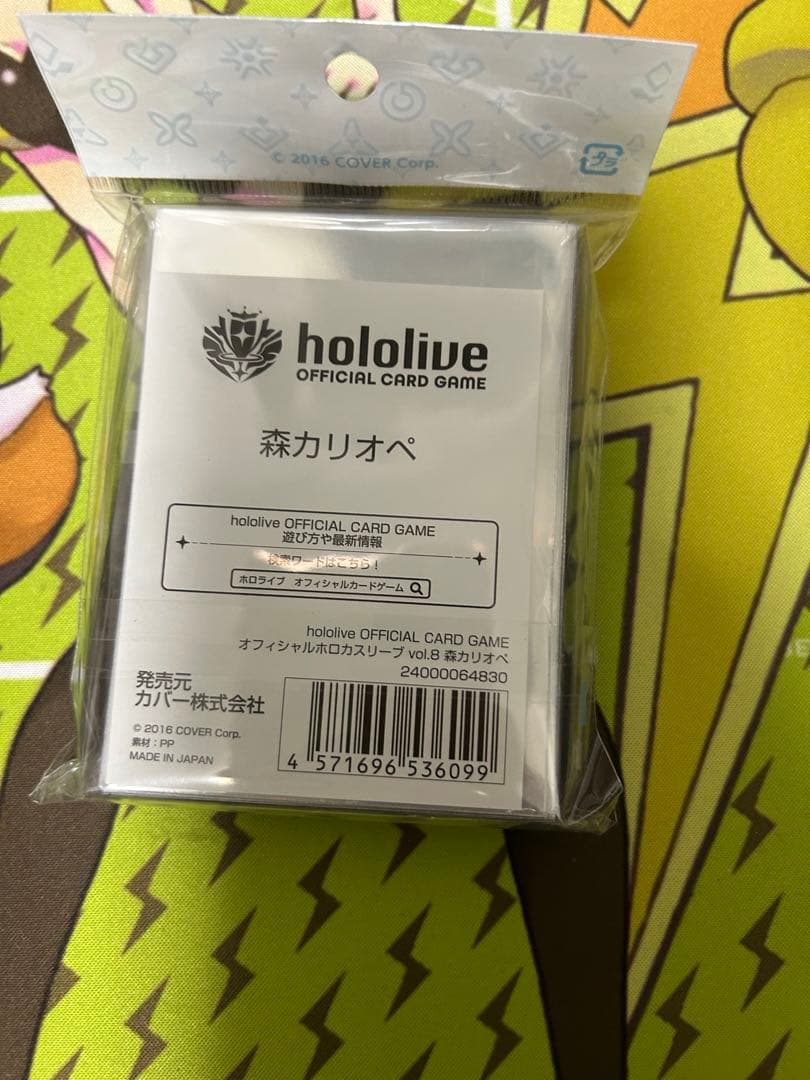 © 2016 COVER Corp.
プラ
hololive
OFFICIAL CARD GAME
森カリオペ
hololive OFFICIAL CARD GAME
遊び方や最新情報
検索ワードはこちら！
ホロライブ オフィシャルカードゲーム
hololive OFFICIAL CARD GAME
オフィシャルホロカスリーブ vol.8 森カリオペ
24000064830
発売元
カバー株式会社
© 2016 COVER Corp.
素材：PP
MADE IN JAPAN
4 571696 536099